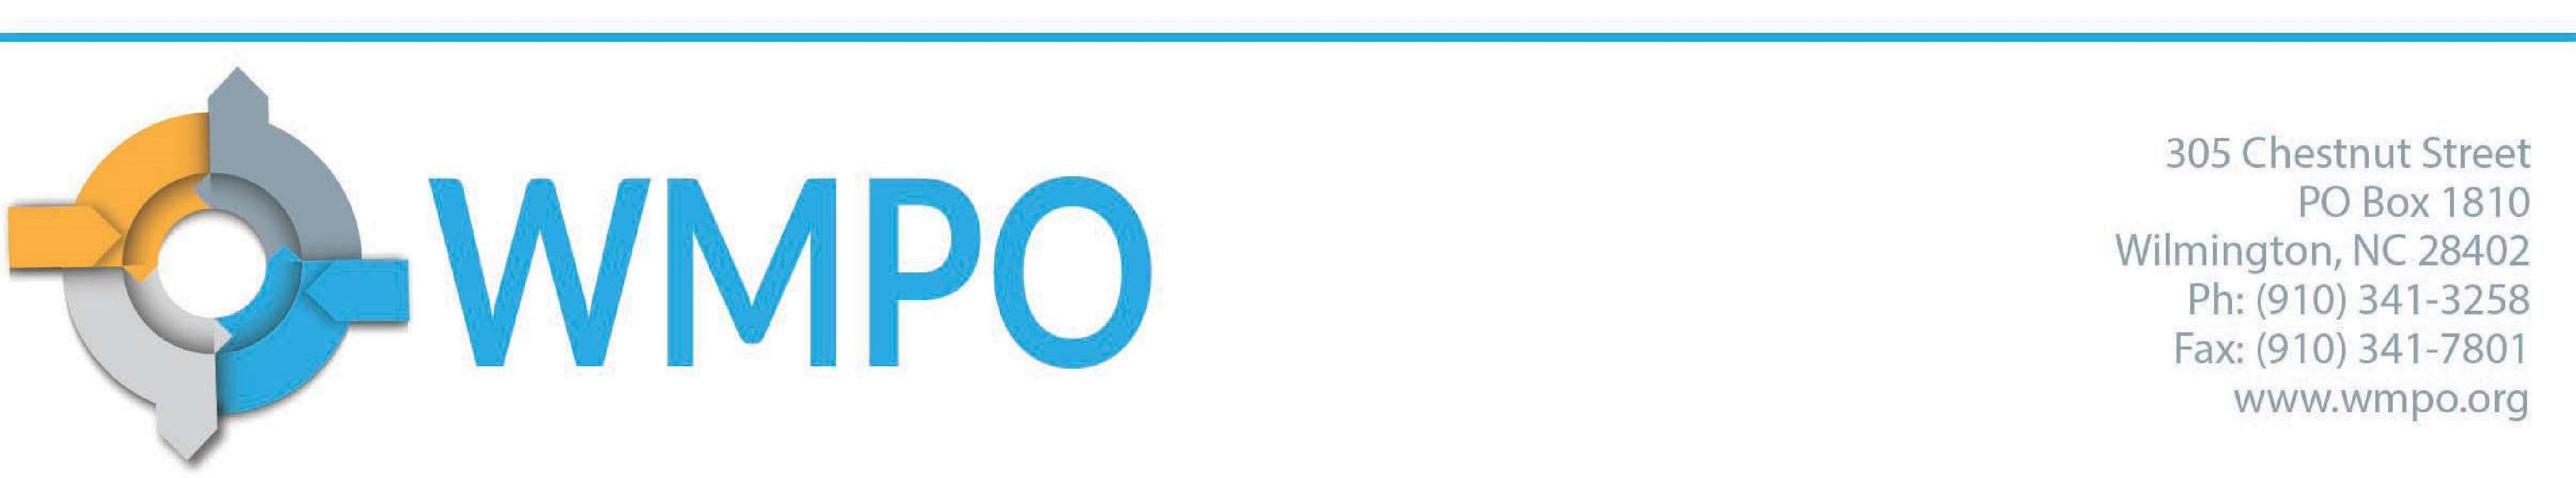 WMPO
305 Chestnut Street
PO Box 1810
Wilmington, NC 28402
Ph: (910) 341-3258
Fax: (910) 341-7801
www.wmpo.org